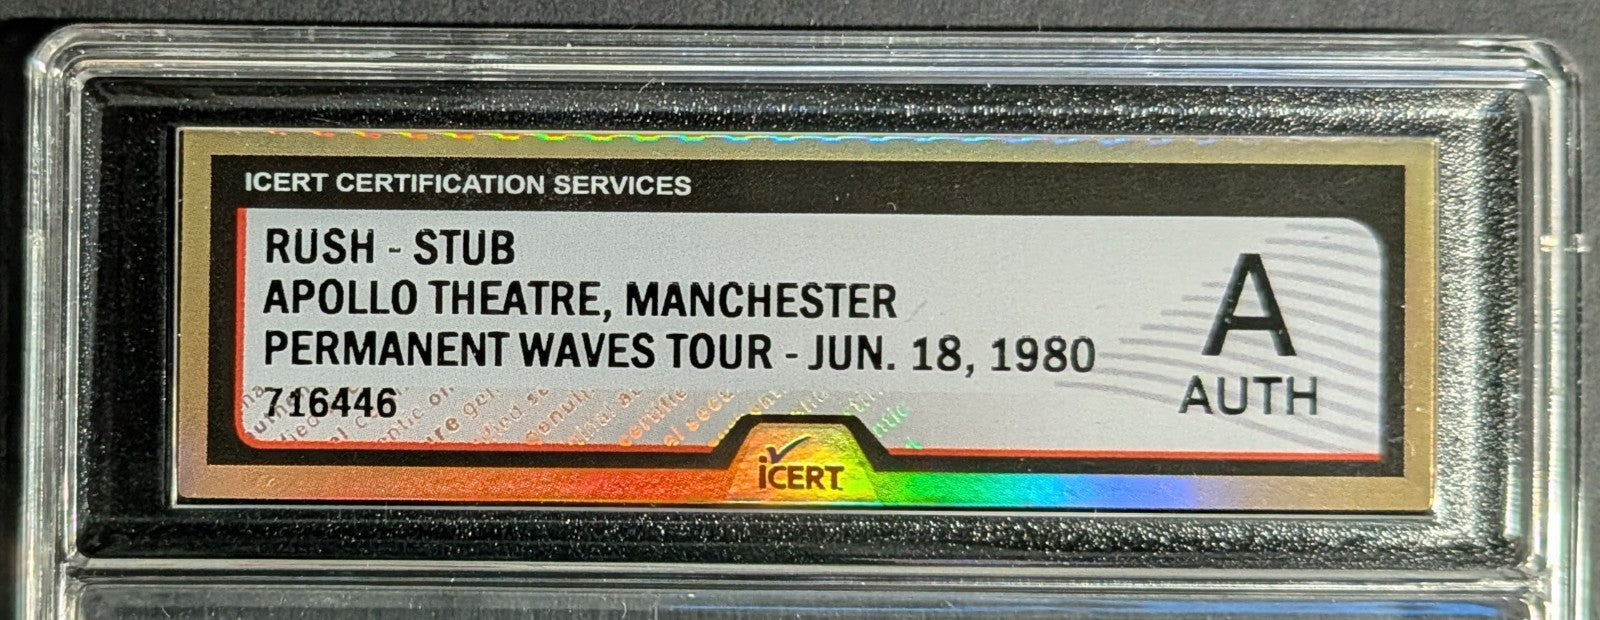 ICERT CERTIFICATION SERVICES
RUSH - STUB
APOLLO THEATRE, MANCHESTER
PERMANENT WAVES TOUR - JUN. 18, 1980
716446
A
AUTH
iCERT